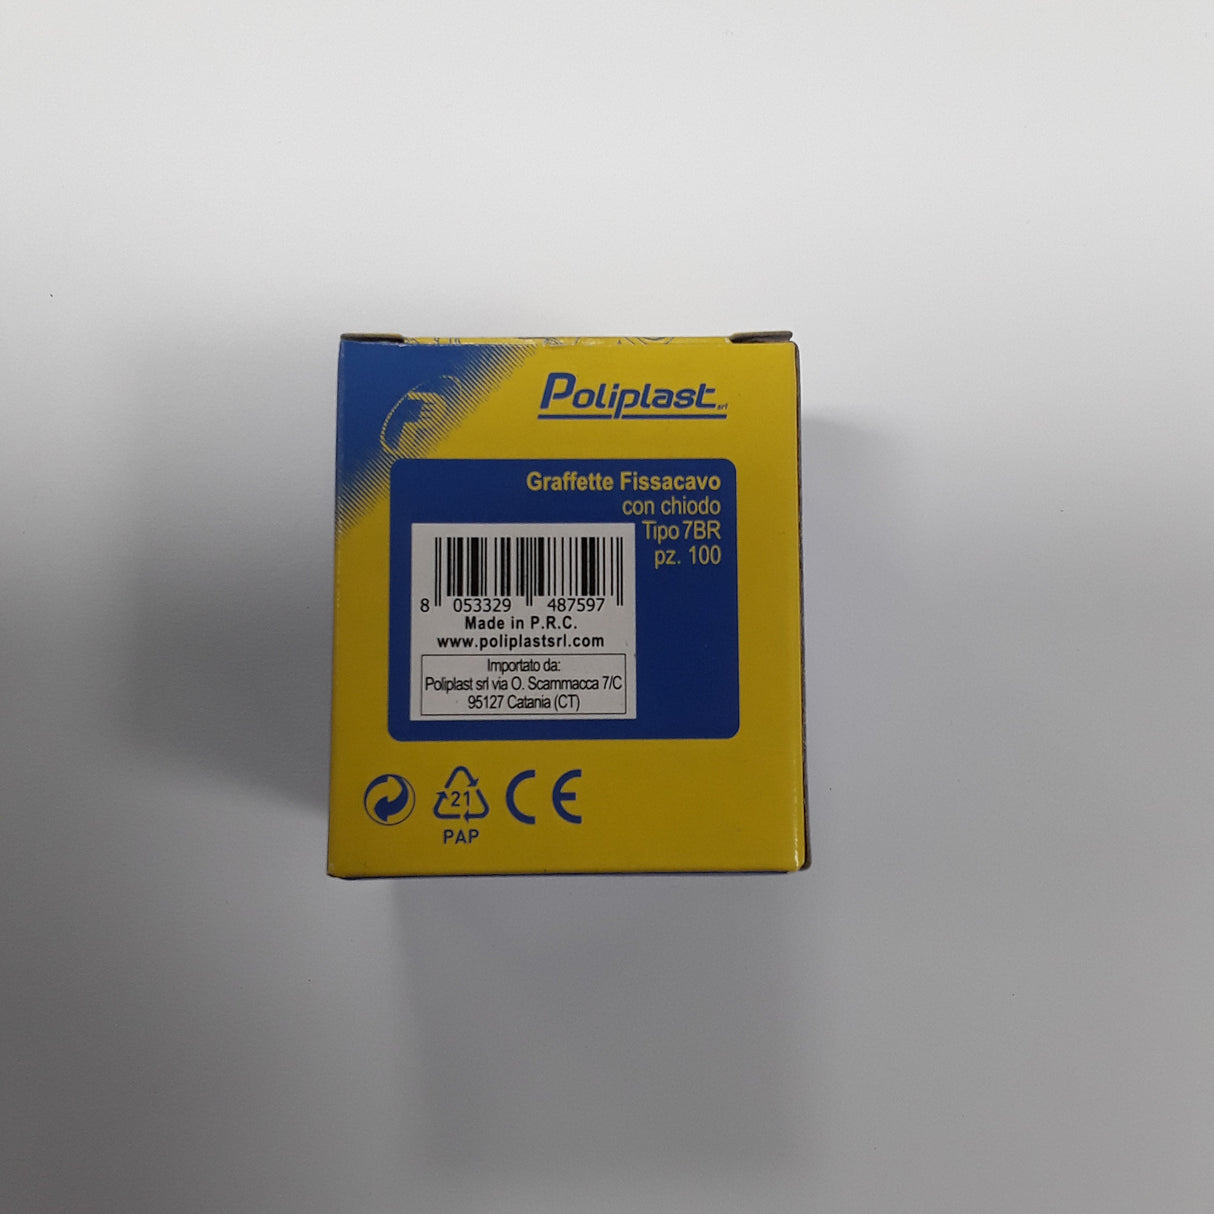 Poliplast srl
Graffette Fissacavo
con chiodo
Tipo 7BR
pz. 100
8 053329 487597
Made in P.R.C.
www.poliplastsrl.com
Importato da:
Poliplast srl via O. Scammacca 7/C
95127 Catania (CT)
21
PAP
CE